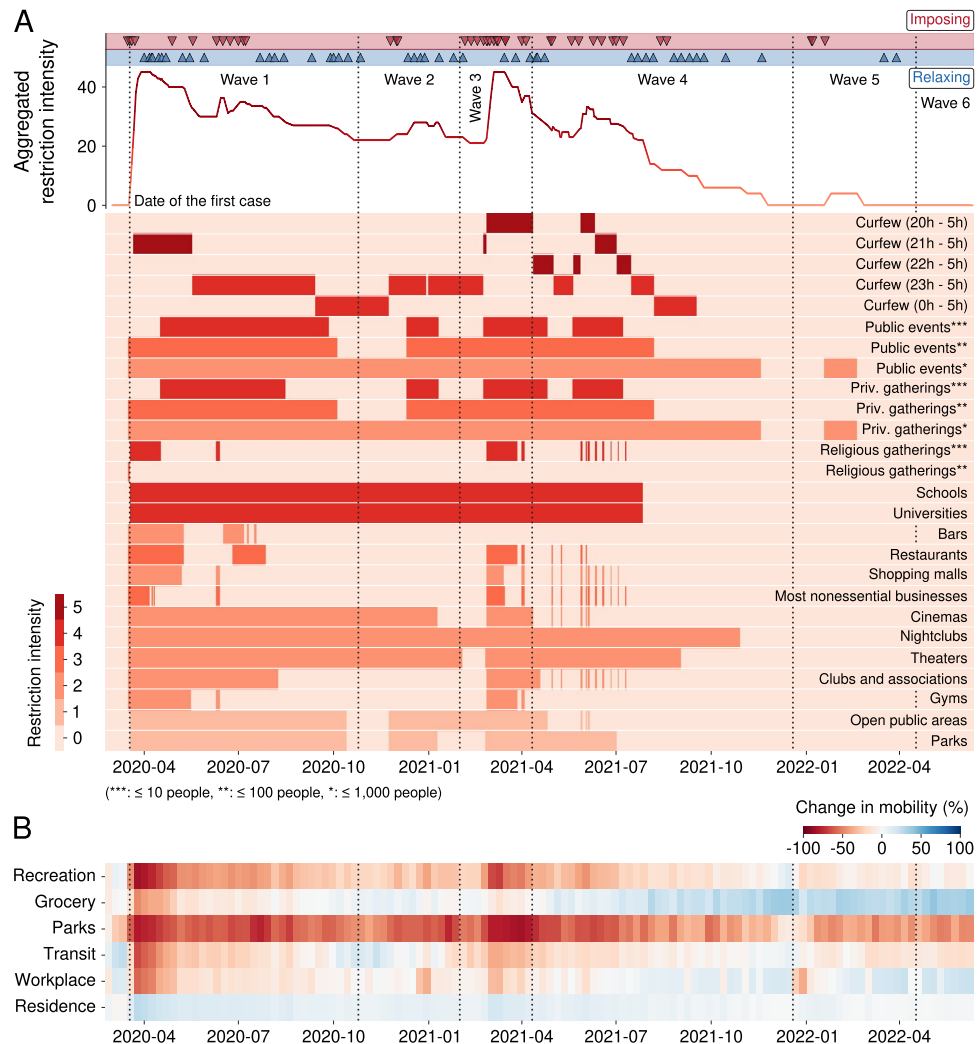 A
Imposing
Relaxing
Aggregated
restriction intensity
40
20
0
Wave 1
Wave 2
Wave 3
Wave 4
Wave 5
Wave 6
Date of the first case
Curfew (20h - 5h)
Curfew (21h - 5h)
Curfew (22h - 5h)
Curfew (23h - 5h)
Curfew (0h - 5h)
Public events***
Public events**
Public events*
Priv. gatherings***
Priv. gatherings**
Priv. gatherings*
Religious gatherings***
Religious gatherings**
Schools
Universities
Bars
Restaurants
Shopping malls
Most nonessential businesses
Cinemas
Nightclubs
Theaters
Clubs and associations
Gyms
Open public areas
Parks
Restriction intensity
5
4
3
2
1
0
2020-04 2020-07 2020-10 2021-01 2021-04 2021-07 2021-10 2022-01 2022-04
(***: ≤ 10 people, **: ≤ 100 people, *: ≤ 1,000 people)
B
Change in mobility (%)
-100 -50 0 50 100
Recreation
Grocery
Parks
Transit
Workplace
Residence
2020-04 2020-07 2020-10 2021-01 2021-04 2021-07 2021-10 2022-01 2022-04